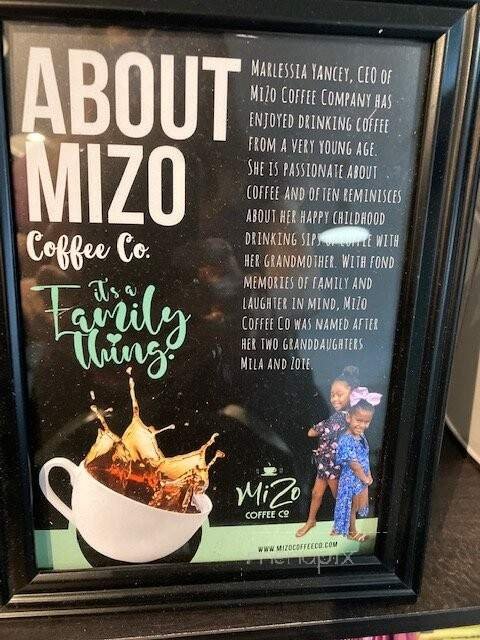 ABOUT
MIZO
Coffee Co.
it's a
Family
Thing.
MARLESSIA YANCEY, CEO OF
MIZO COFFEE COMPANY HAS
ENJOYED DRINKING COFFEE
FROM A VERY YOUNG AGE.
SHE IS PASSIONATE ABOUT
COFFEE AND OFTEN REMINISCES
ABOUT HER HAPPY CHILDHOOD
DRINKING SIPS OF COFFEE WITH
HER GRANDMOTHER. WITH FOND
MEMORIES OF FAMILY AND
LAUGHTER IN MIND, MIZO
COFFEE CO WAS NAMED AFTER
HER TWO GRANDDAUGHTERS
MILA AND ZOIE.
MiZo
COFFEE CO
WWW.MIZOCOFFEECO.COM
menupix